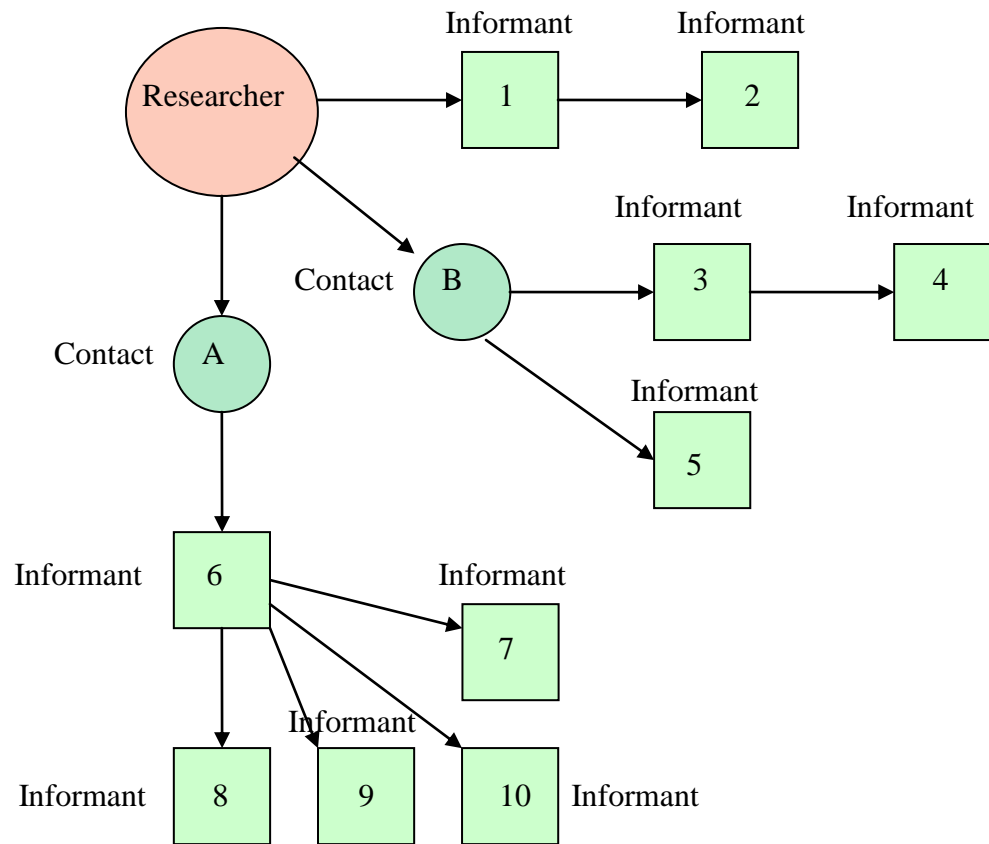 Informant
Informant
Researcher
1
2
Informant
Informant
Contact
B
3
4
Contact
A
Informant
5
Informant
6
Informant
7
Informant
Informant
8
9
10
Informant